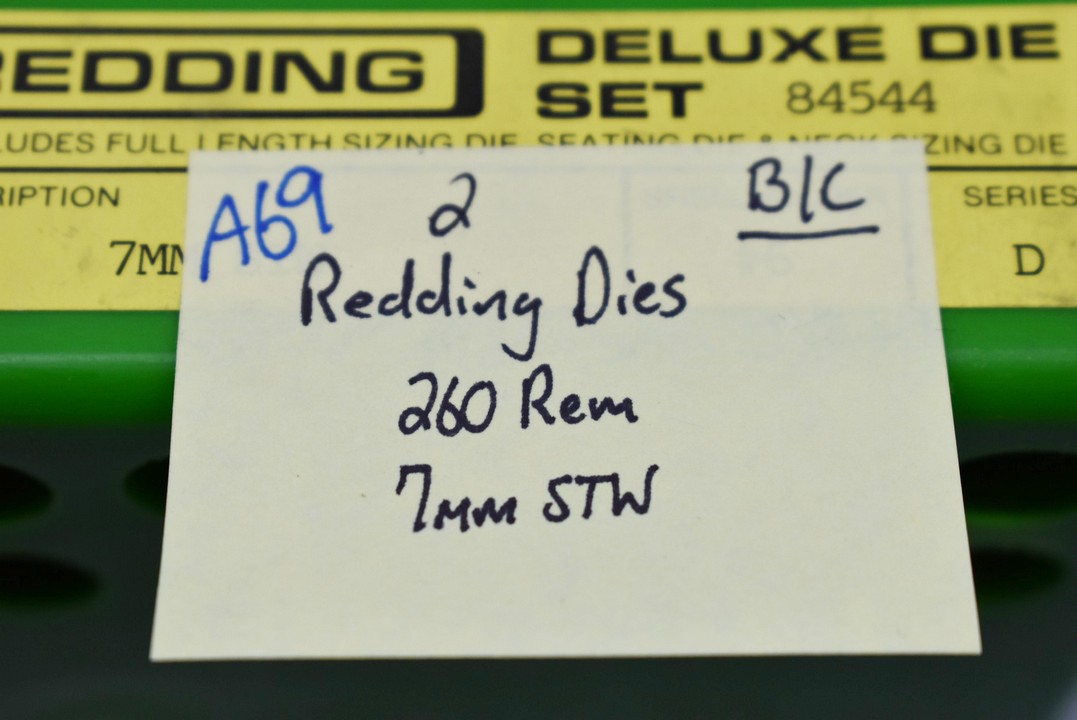 REDDING DELUXE DIE
SET 84544
LUDES FULL LENGTH SIZING DIE, SEATING DIE & NECK SIZING DIE
RIPTION SERIES
7MM D
A69 2 B/C
Redding Dies
260 Rem
7mm STW